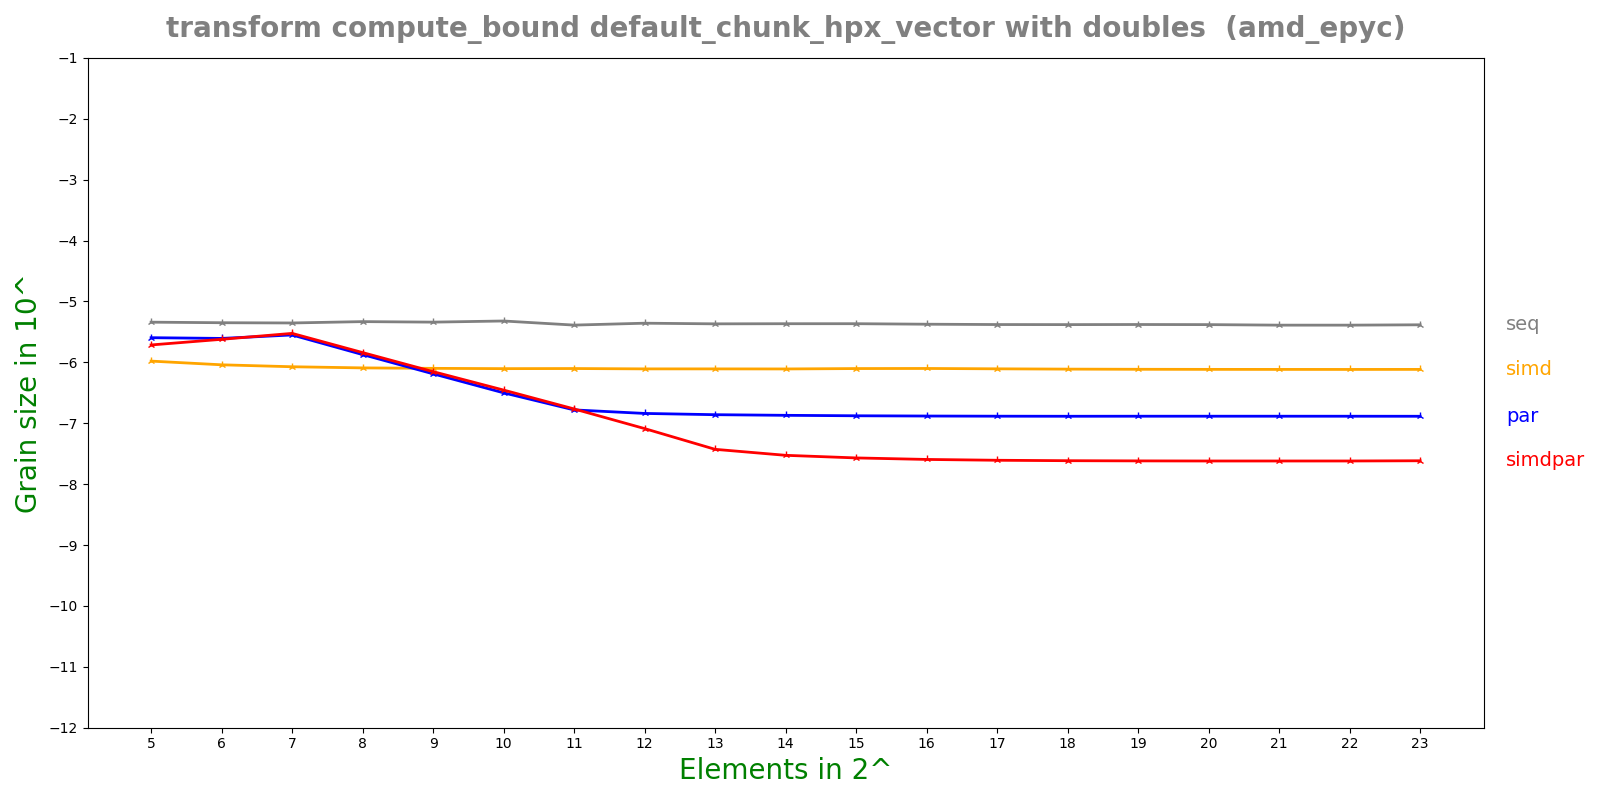 transform compute_bound default_chunk_hpx_vector with doubles  (amd_epyc)
−1
−2
−3
−4
−5
−6
−7
−8
−9
−10
−11
−12
Grain size in 10^
seq
simd
par
simdpar
5 6 7 8 9 10 11 12 13 14 15 16 17 18 19 20 21 22 23
Elements in 2^